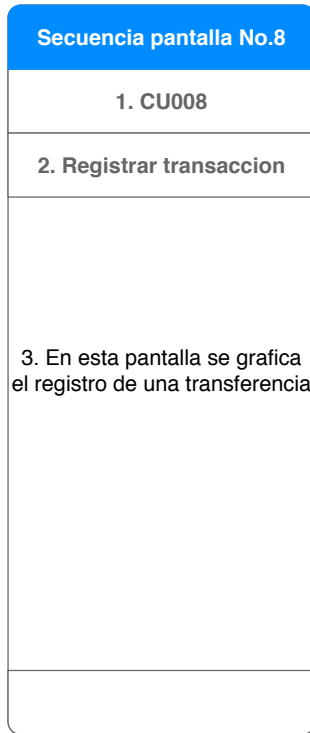 Secuencia pantalla No.8
1. CU008
2. Registrar transaccion
3. En esta pantalla se grafica
el registro de una transferencia